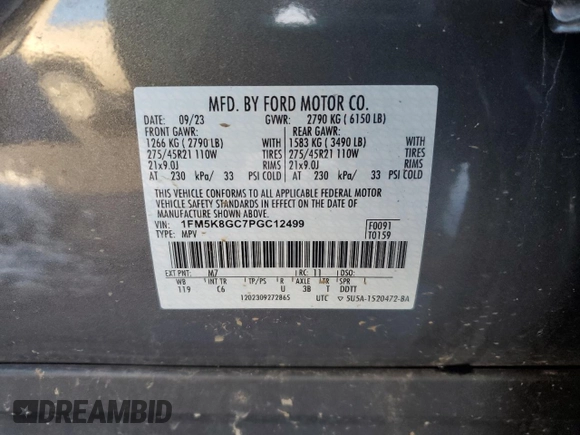 MFD. BY FORD MOTOR CO.
DATE: 09/23 GVWR: 2790 KG ( 6150 LB)
FRONT GAWR: REAR GAWR:
1266 KG ( 2790 LB) WITH 1583 KG ( 3490 LB) WITH
275/45R21 110W TIRES 275/45R21 110W TIRES
21x9.0J RIMS 21x9.0J RIMS
AT 230 kPa/ 33 PSI COLD AT 230 kPa/ 33 PSI COLD
THIS VEHICLE CONFORMS TO ALL APPLICABLE FEDERAL MOTOR
VEHICLE SAFETY STANDARDS IN EFFECT ON THE DATE OF
MANUFACTURE SHOWN ABOVE.
VIN: 1FM5K8GC7PGC12499 F0091
TYPE: MPV T0159
EXT PNT: M7 RC: 11 DSO:
WB INT TR TP/PS R AXLE TR SPR
119 C6 U 3B T DDTT
1202309272865 UTC ▽ 5U5A-1520472-BA
DREAMBID